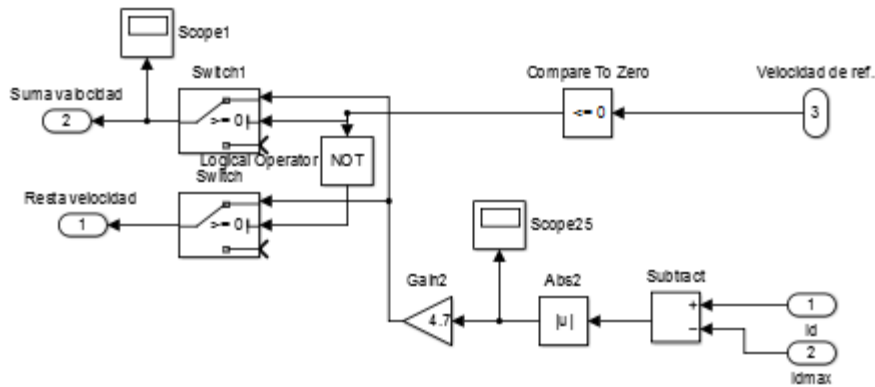 Scope1
Switch1
Compare To Zero
Velocidad de ref.
Suma valocidad
2
>= 0
<= 0
3
Logical Operator
NOT
Switch
Resta velocidad
1
>= 0
Scope25
Gain2
Abs2
Subtract
4.7
|u|
+
−
1
Id
2
Idmax